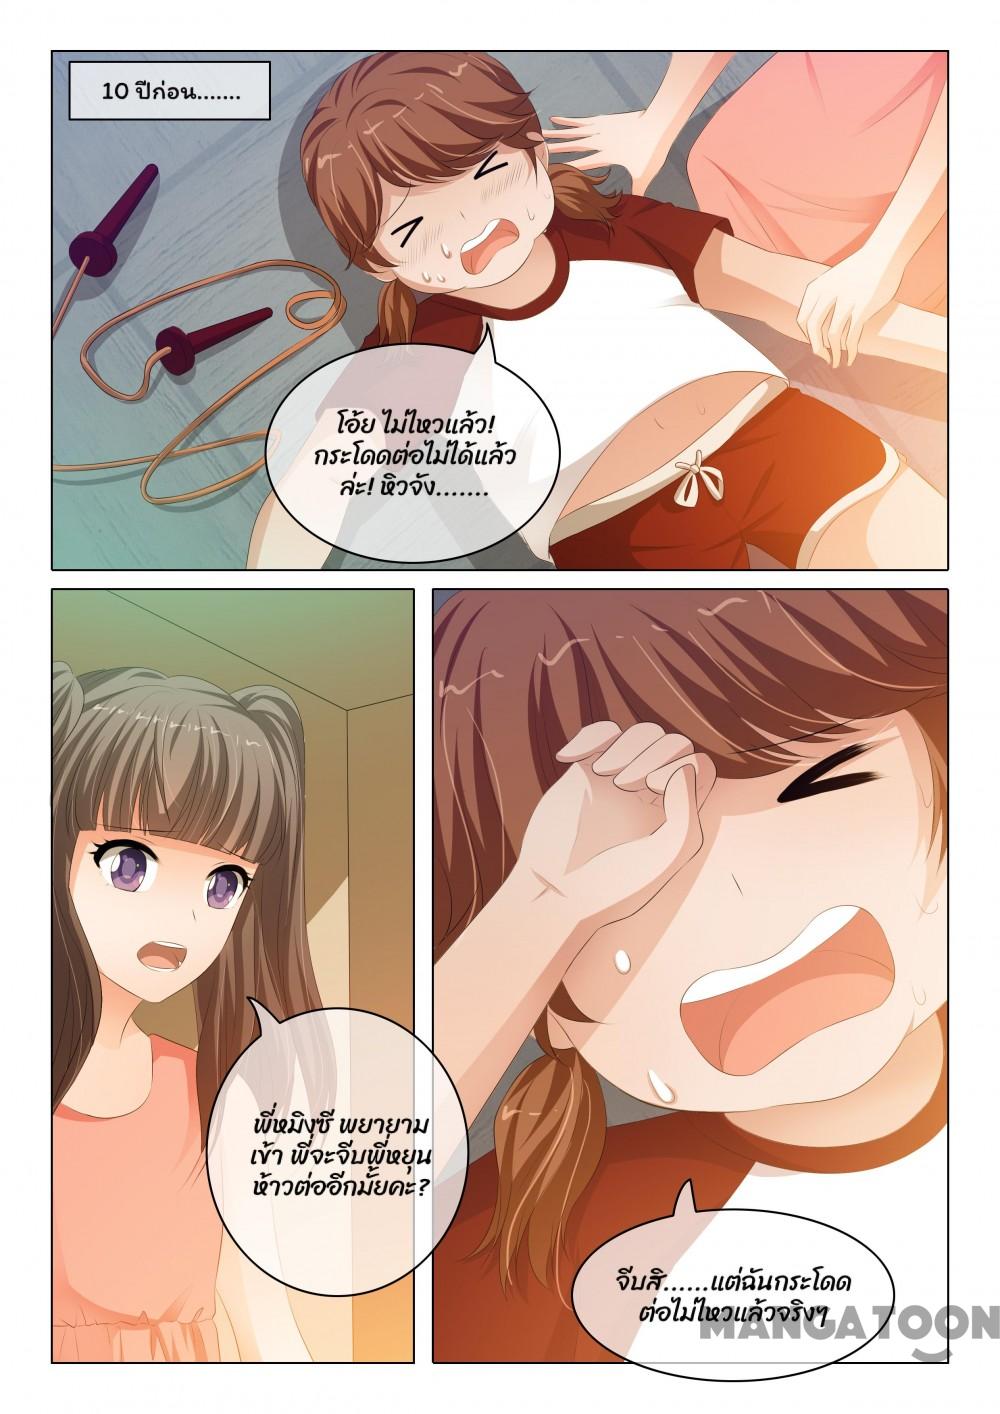 10 ปีก่อน.......
โอ้ย ไม่ไหวแล้ว!
กระโดดต่อไม่ได้แล้ว
ล่ะ! หิวจัง.......
พี่หมิงซี พยายาม
เข้า พี่จะจีบพี่หยุน
ห้าวต่ออีกมั้ยคะ?
จีบสิ......แต่ฉันกระโดด
ต่อไม่ไหวแล้วจริงๆ
MANGATOON